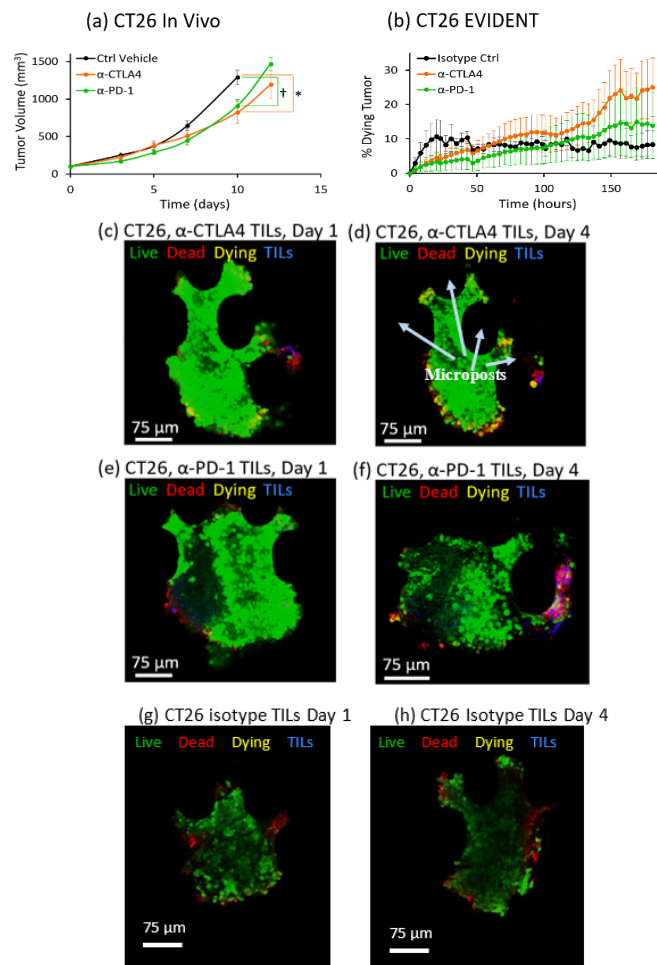 (a) CT26 In Vivo
(b) CT26 EVIDENT
Tumor Volume (mm³)
1500
1000
500
0
Ctrl Vehicle
α-CTLA4
α-PD-1
†
*
0
5
10
15
Time (days)
% Dying Tumor
30
20
10
0
Isotype Ctrl
α-CTLA4
α-PD-1
0
50
100
150
Time (hours)
(c) CT26, α-CTLA4 TILs, Day 1
Live Dead Dying TILs
75 µm
(d) CT26, α-CTLA4 TILs, Day 4
Live Dead Dying TILs
Microposts
75 µm
(e) CT26, α-PD-1 TILs, Day 1
Live Dead Dying TILs
75 µm
(f) CT26, α-PD-1 TILs, Day 4
Live Dead Dying TILs
75 µm
(g) CT26 isotype TILs Day 1
Live Dead Dying TILs
75 µm
(h) CT26 Isotype TILs Day 4
Live Dead Dying TILs
75 µm